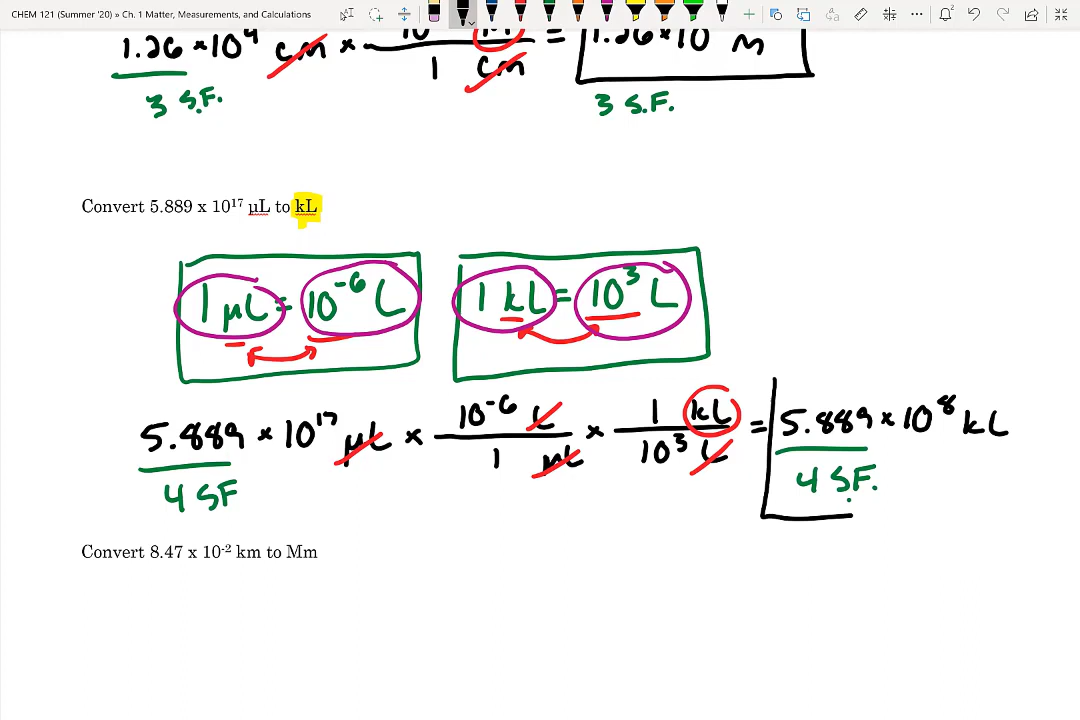 CHEM 121 (Summer '20) » Ch. 1 Matter, Measurements, and Calculations
1.26 × 10⁴ cm × 10 m / 1 cm = 1.26 × 10 m
3 S.F. 3 S.F.
Convert 5.889 x 10¹⁷ µL to kL
1 µL = 10⁻⁶ L 1 kL = 10³ L
5.889 × 10¹⁷ µL × 10⁻⁶ L / 1 µL × 1 kL / 10³ L = 5.889 × 10⁸ kL
4 SF 4 S.F.
Convert 8.47 x 10⁻² km to Mm